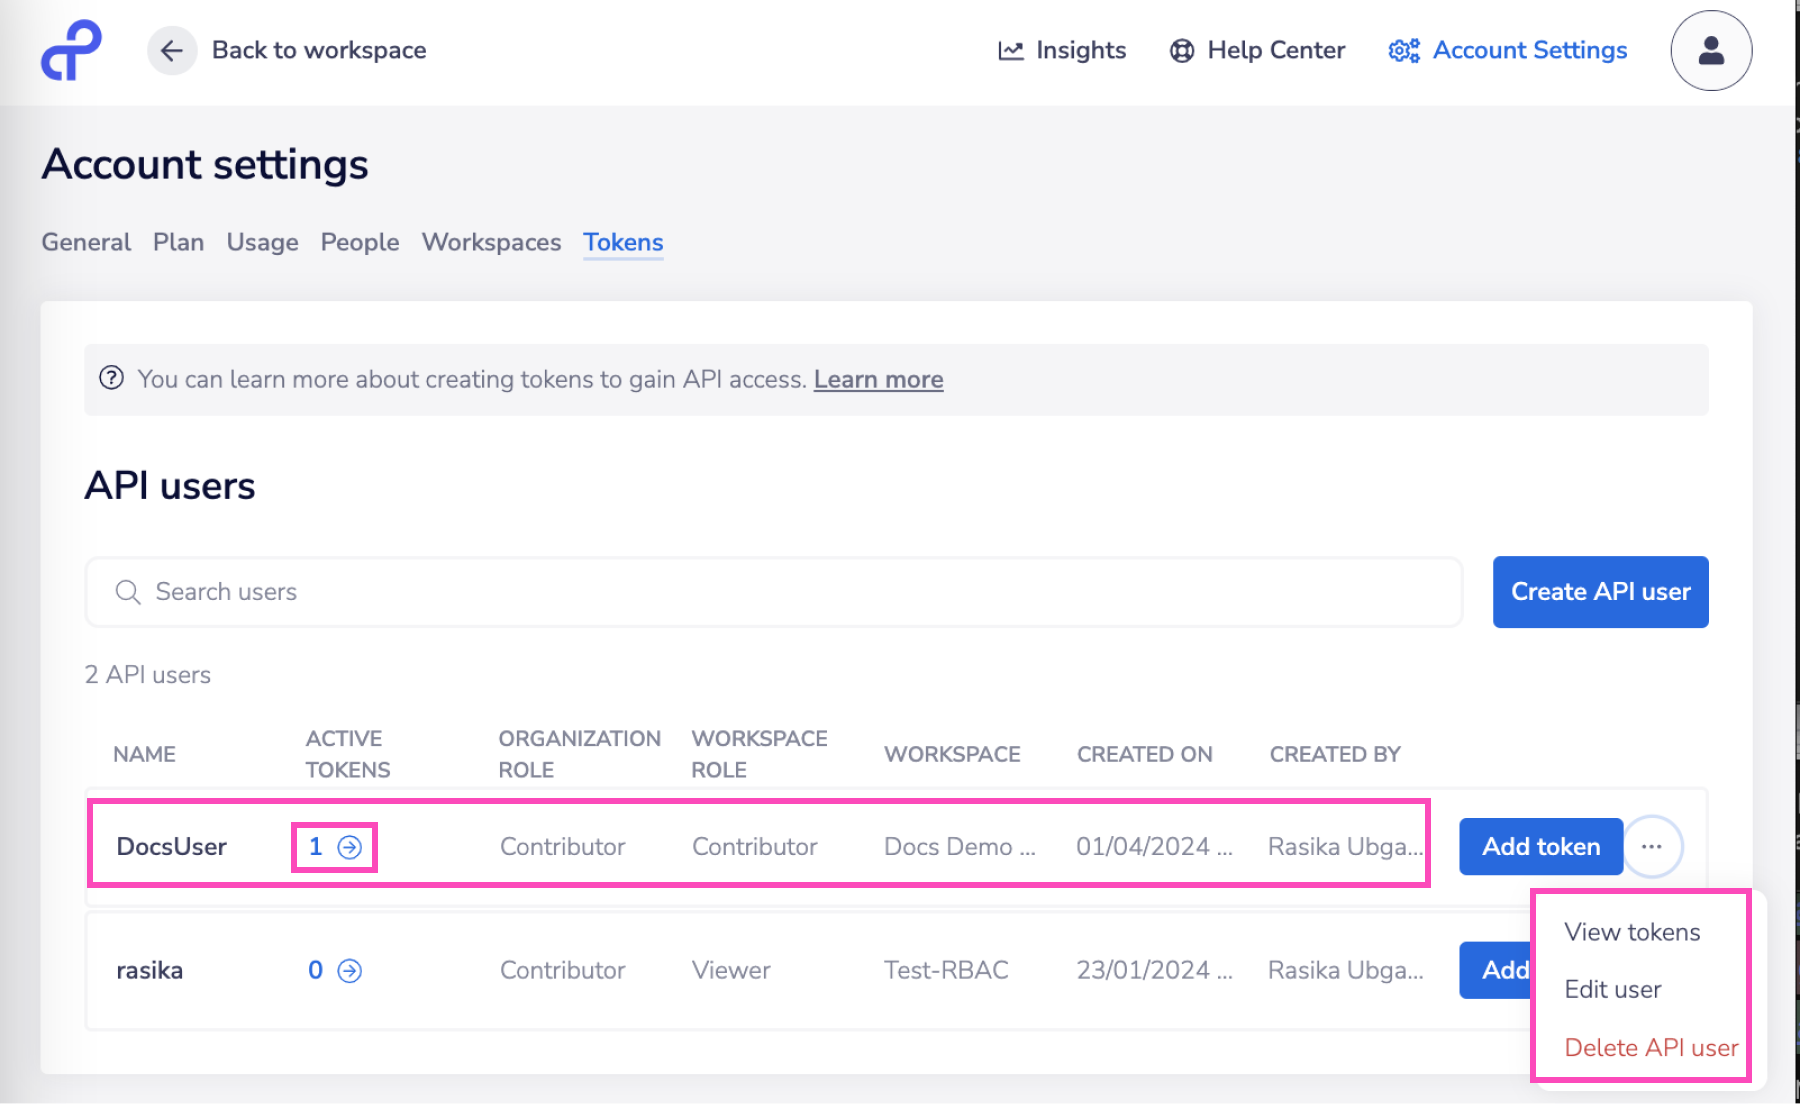 Back to workspace
Insights
Help Center
Account Settings
Account settings
General Plan Usage People Workspaces Tokens
You can learn more about creating tokens to gain API access. Learn more
API users
Search users
Create API user
2 API users
NAME
ACTIVE TOKENS
ORGANIZATION ROLE
WORKSPACE ROLE
WORKSPACE
CREATED ON
CREATED BY
DocsUser 1 Contributor Contributor Docs Demo ... 01/04/2024 ... Rasika Ubga... Add token ...
rasika 0 Contributor Viewer Test-RBAC 23/01/2024 ... Rasika Ubga... Add
View tokens
Edit user
Delete API user